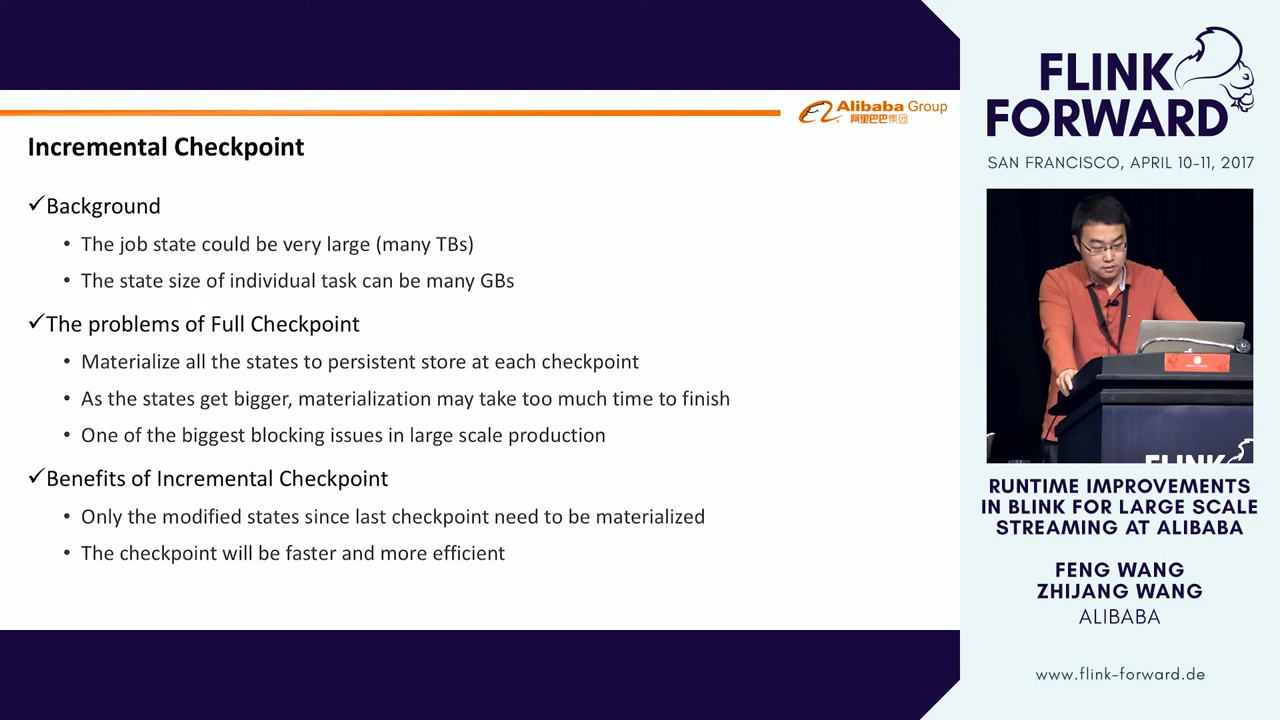 Alibaba Group
阿里巴巴集团
Incremental Checkpoint
✓Background
• The job state could be very large (many TBs)
• The state size of individual task can be many GBs
✓The problems of Full Checkpoint
• Materialize all the states to persistent store at each checkpoint
• As the states get bigger, materialization may take too much time to finish
• One of the biggest blocking issues in large scale production
✓Benefits of Incremental Checkpoint
• Only the modified states since last checkpoint need to be materialized
• The checkpoint will be faster and more efficient
FLINK
FORWARD
SAN FRANCISCO, APRIL 10-11, 2017
FLINK
RUNTIME IMPROVEMENTS
IN BLINK FOR LARGE SCALE
STREAMING AT ALIBABA
FENG WANG
ZHIJANG WANG
ALIBABA
www.flink-forward.de